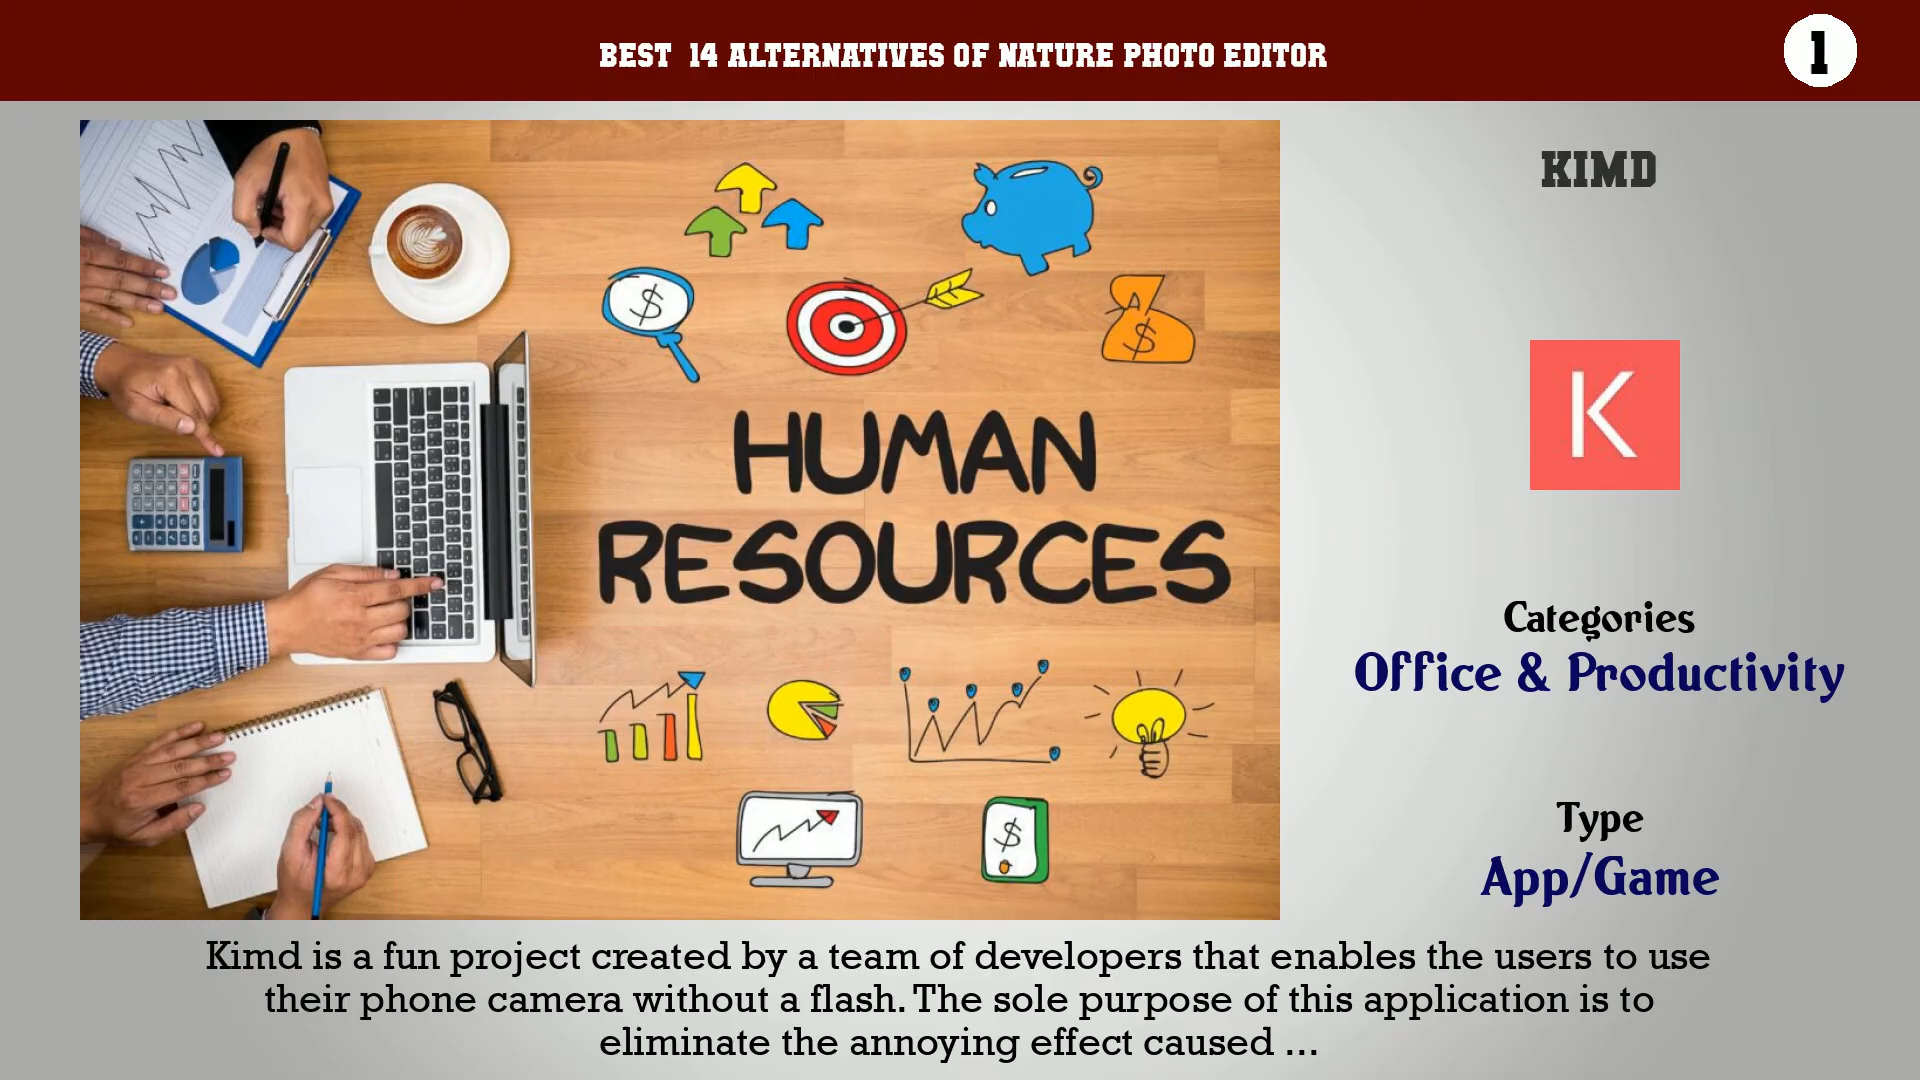 BEST 14 ALTERNATIVES OF NATURE PHOTO EDITOR
1
KIMD
$
$
HUMAN
RESOURCES
$
K
Categories
Office & Productivity
Type
App/Game
Kimd is a fun project created by a team of developers that enables the users to use
their phone camera without a flash. The sole purpose of this application is to
eliminate the annoying effect caused ...